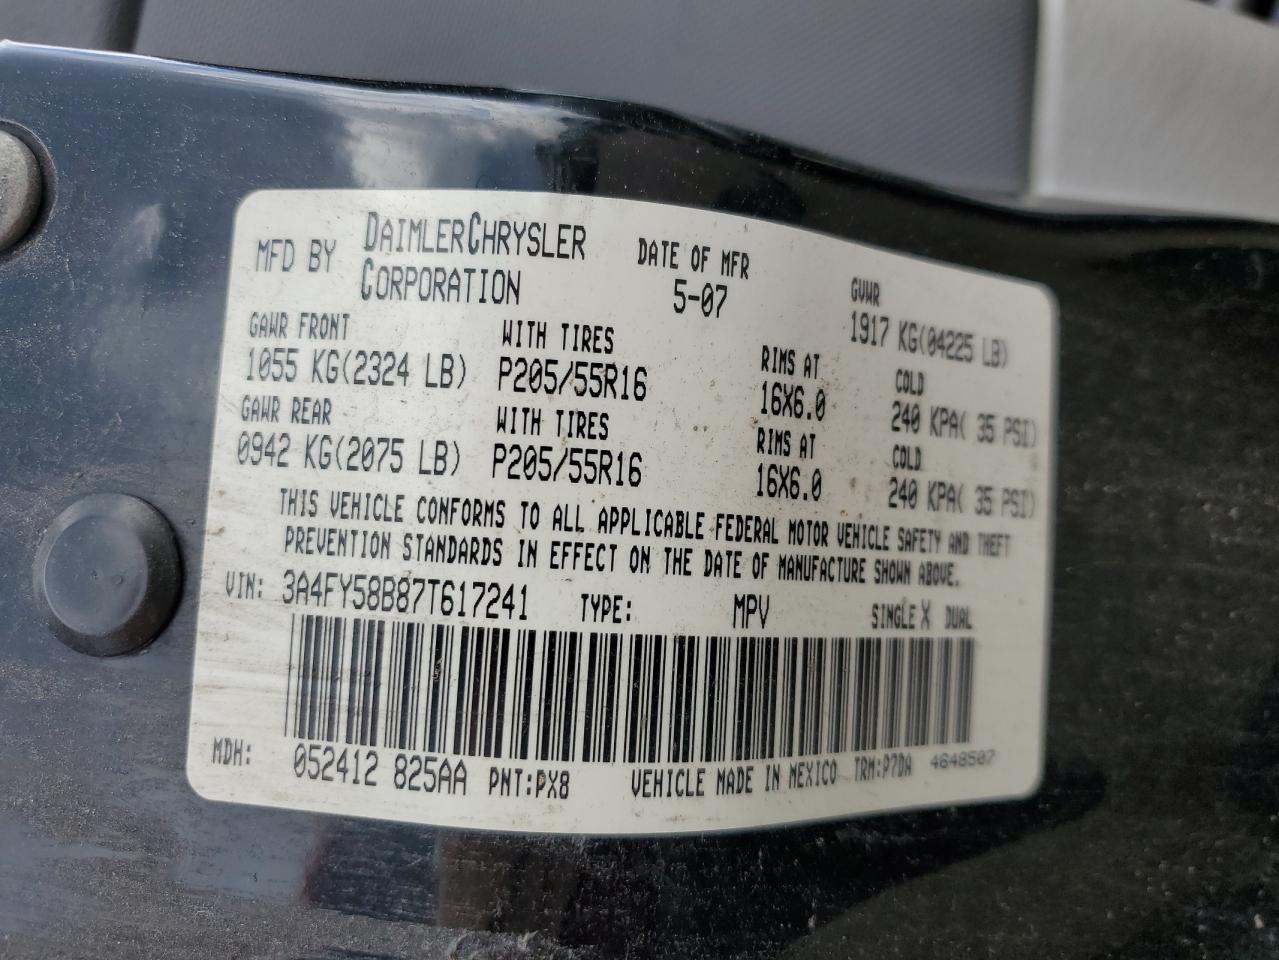 MFD BY DAIMLERCHRYSLER CORPORATION
DATE OF MFR 5-07
GVWR 1917 KG(04225 LB)
GAWR FRONT WITH TIRES RIMS AT COLD
1055 KG(2324 LB) P205/55R16 16X6.0 240 KPA( 35 PSI)
GAWR REAR WITH TIRES RIMS AT COLD
0942 KG(2075 LB) P205/55R16 16X6.0 240 KPA( 35 PSI)
THIS VEHICLE CONFORMS TO ALL APPLICABLE FEDERAL MOTOR VEHICLE SAFETY AND THEFT
PREVENTION STANDARDS IN EFFECT ON THE DATE OF MANUFACTURE SHOWN ABOVE.
VIN: 3A4FY58B87T617241 TYPE: MPV SINGLE X DUAL
MDH: 052412 825AA PNT:PX8 VEHICLE MADE IN MEXICO TRM:P7DA 4648507